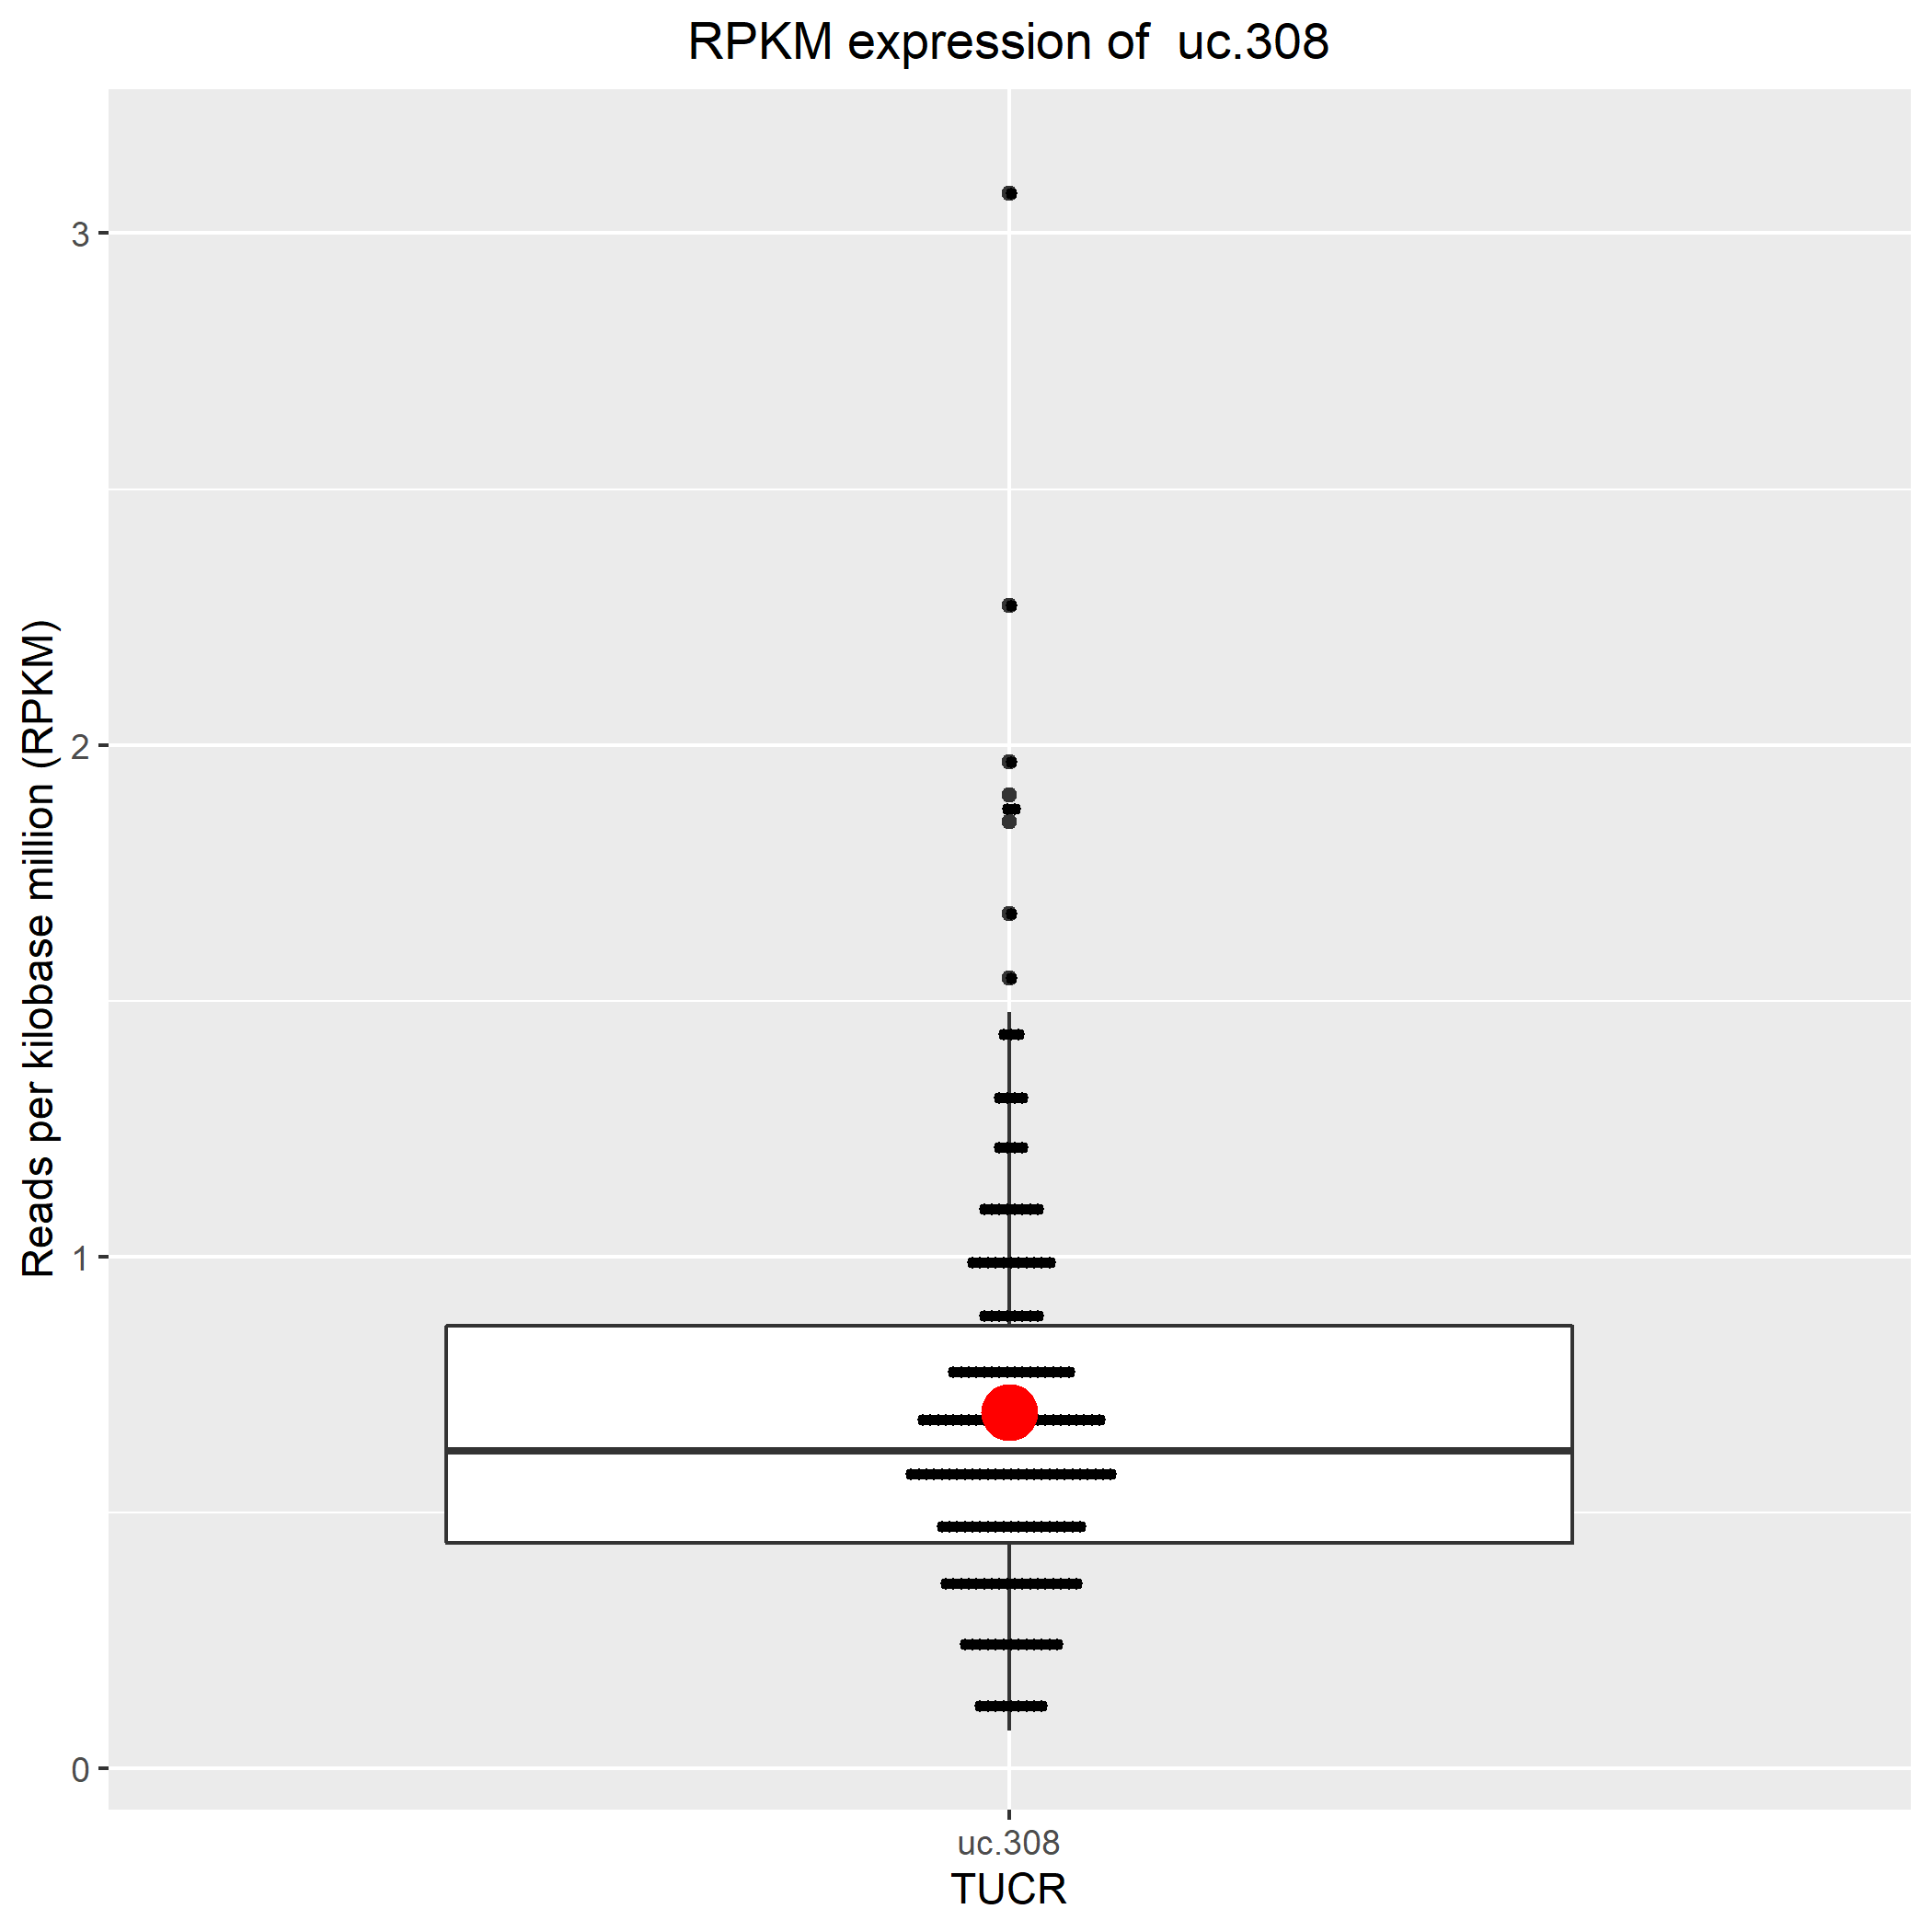 RPKM expression of  uc.308
Reads per kilobase million (RPKM)
3
2
1
0
uc.308
TUCR